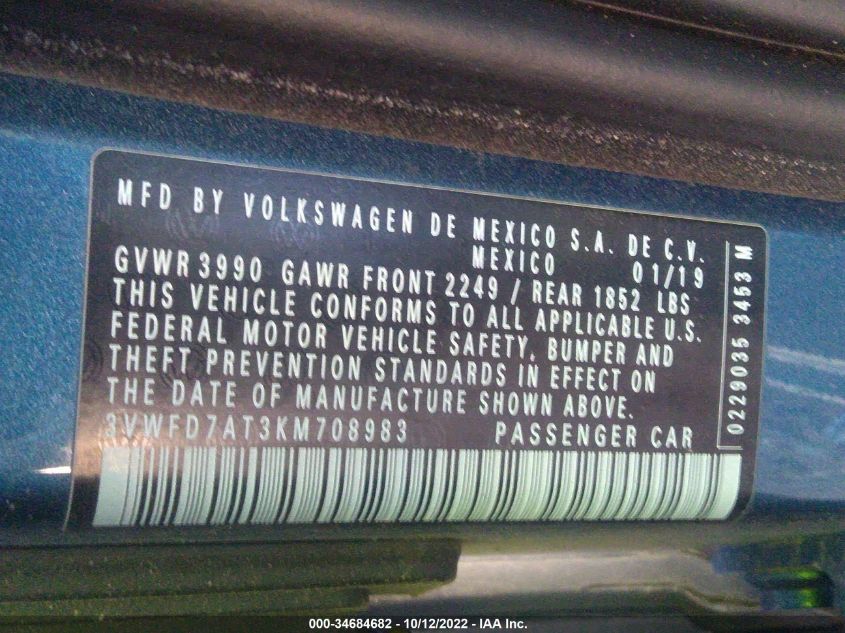 MFD BY VOLKSWAGEN DE MEXICO S.A. DE C.V.
MEXICO 01/19
GVWR 3990 GAWR FRONT 2249 / REAR 1852 LBS
THIS VEHICLE CONFORMS TO ALL APPLICABLE U.S.
FEDERAL MOTOR VEHICLE SAFETY, BUMPER AND
THEFT PREVENTION STANDARDS IN EFFECT ON
THE DATE OF MANUFACTURE SHOWN ABOVE.
3VWFD7AT3KM708983 PASSENGER CAR
0229035 3453 M
000-34684682 - 10/12/2022 - IAA Inc.